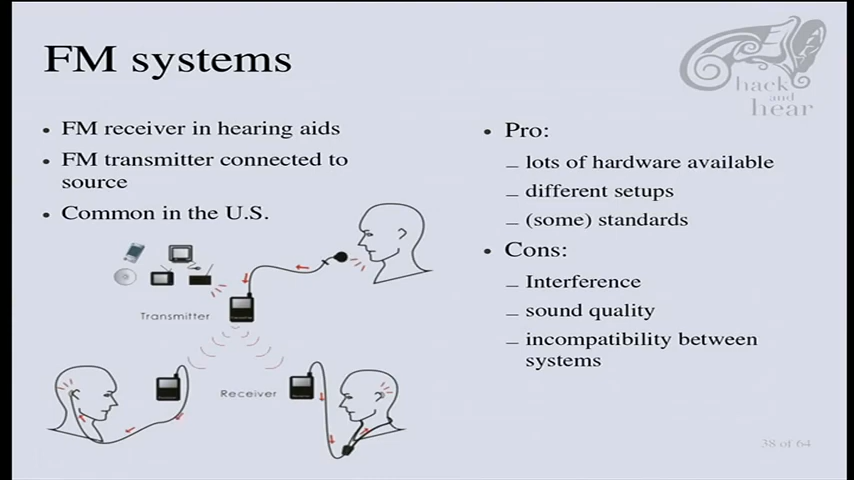 FM systems
hack
and
hear
• FM receiver in hearing aids
• FM transmitter connected to
source
• Common in the U.S.
Transmitter
Receiver
• Pro:
– lots of hardware available
– different setups
– (some) standards
• Cons:
– Interference
– sound quality
– incompatibility between
systems
38 of 64